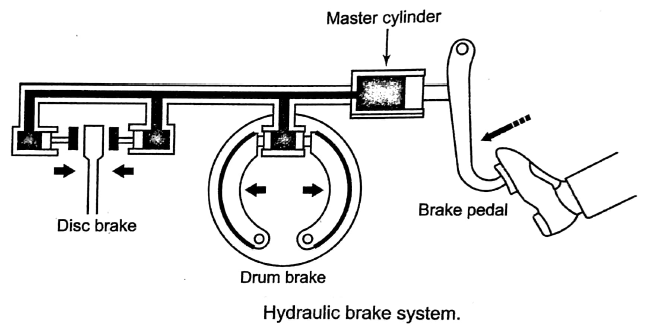 Master cylinder
Brake pedal
Disc brake
Drum brake
Hydraulic brake system.